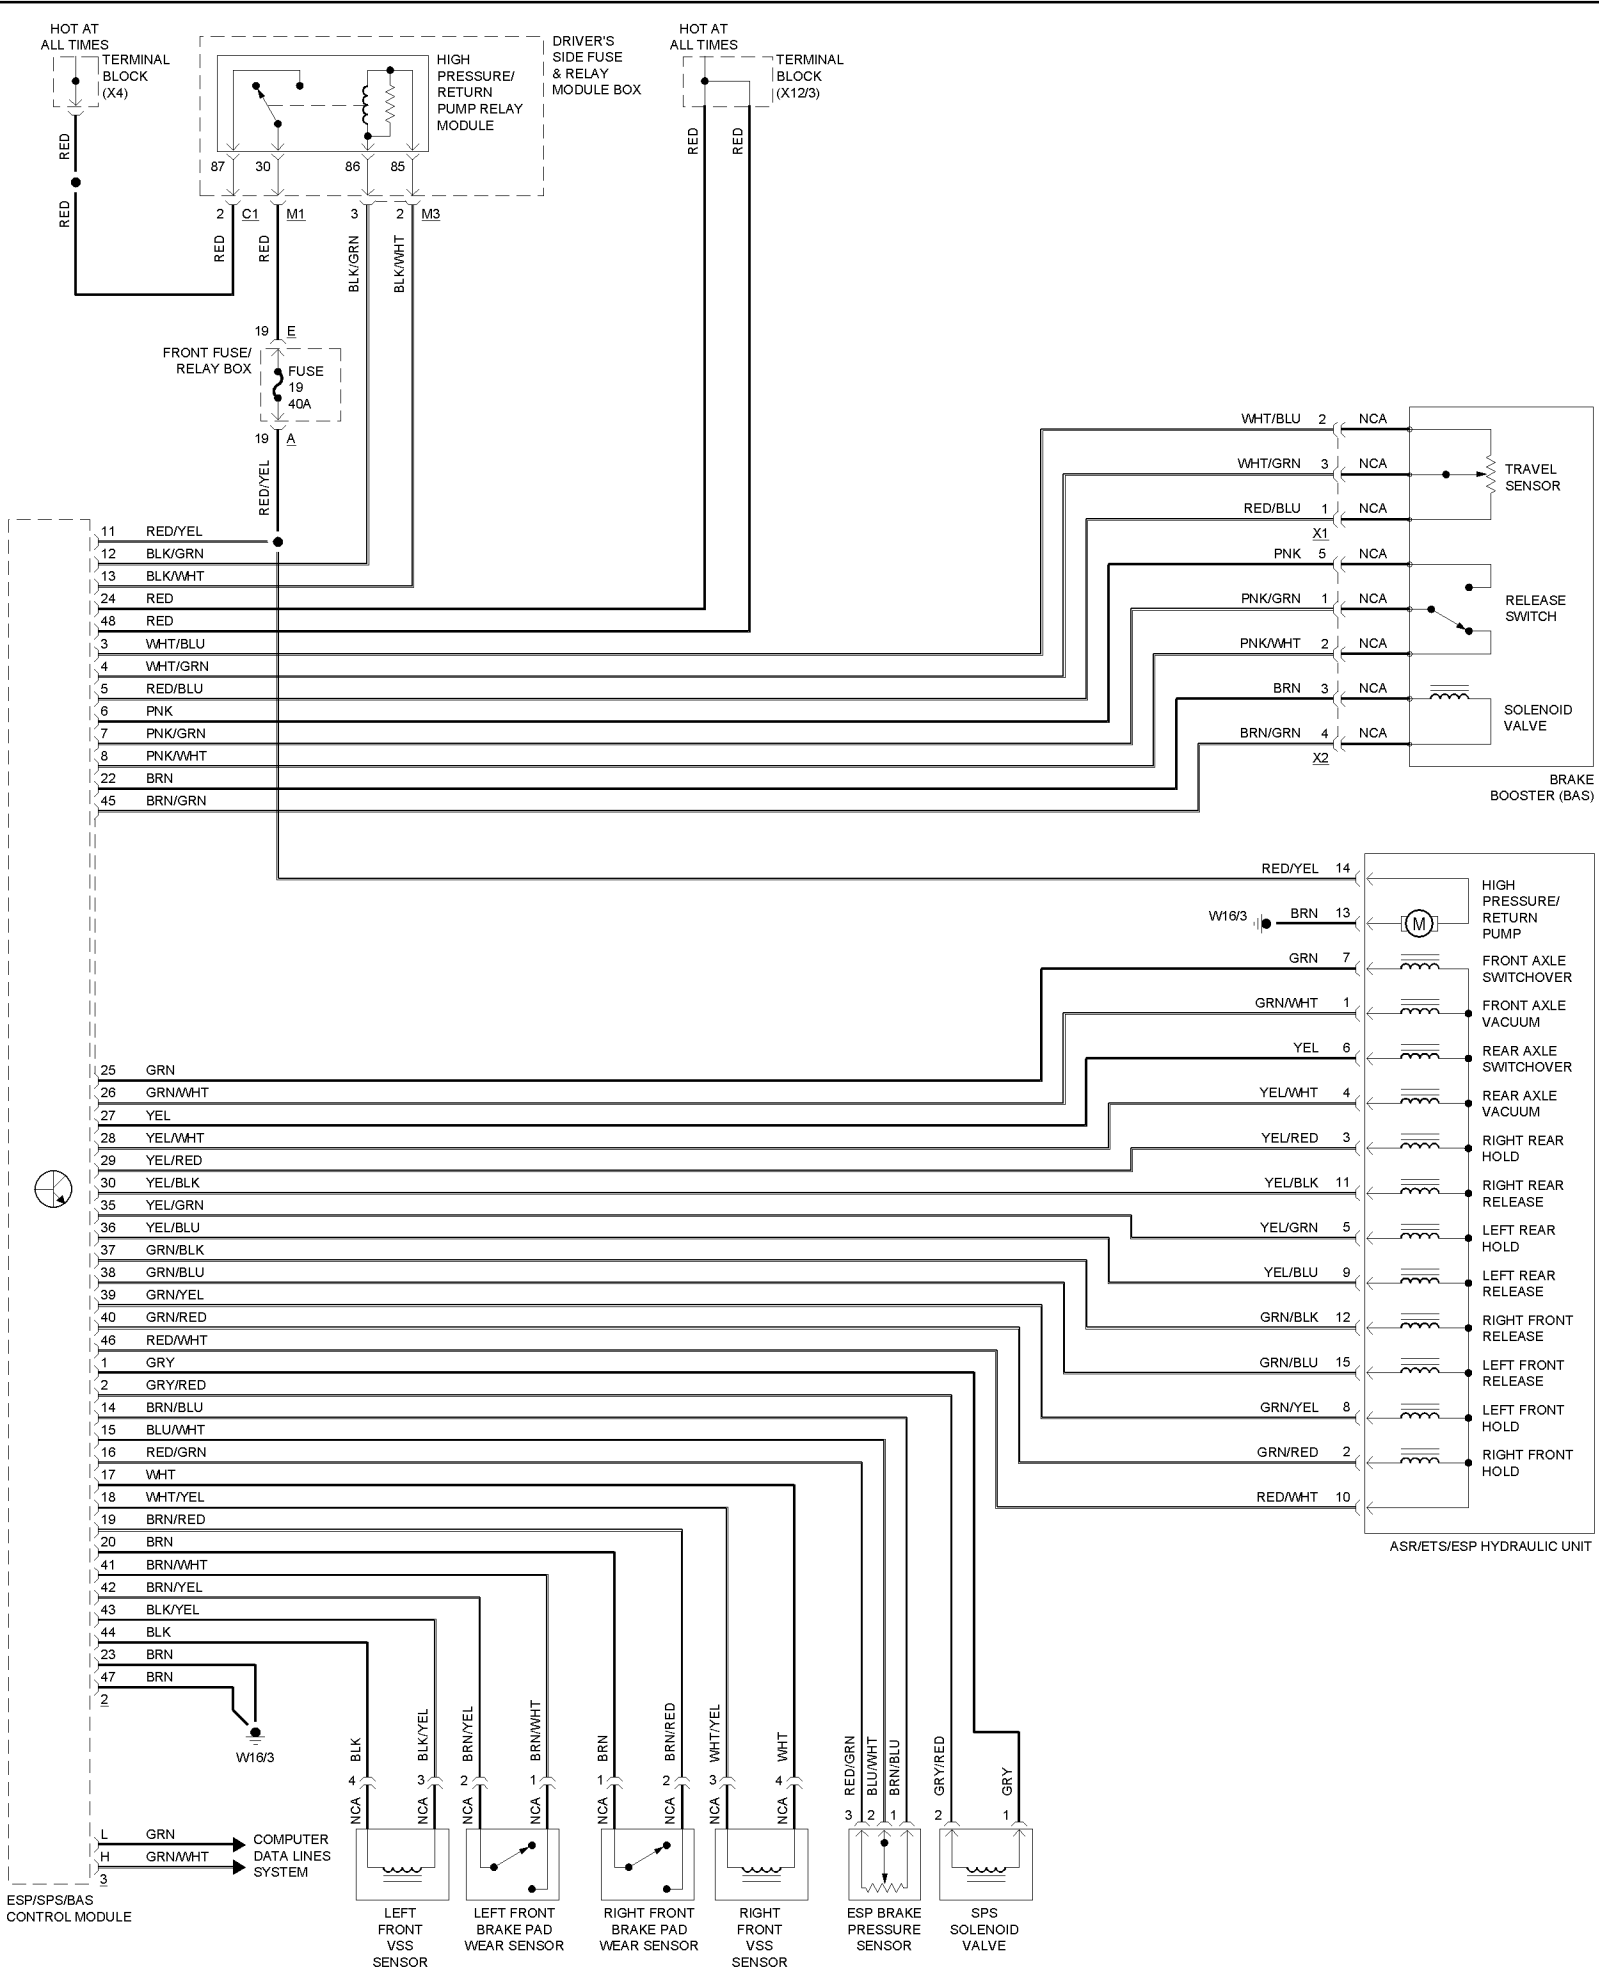 HOT AT
ALL TIMES
TERMINAL
BLOCK
(X4)
RED
RED
DRIVER'S
SIDE FUSE
& RELAY
MODULE BOX
HIGH
PRESSURE/
RETURN
PUMP RELAY
MODULE
87 30 86 85
2 C1 M1 3 2 M3
RED RED BLK/GRN BLK/WHT
HOT AT
ALL TIMES
TERMINAL
BLOCK
(X12/3)
RED RED
19 E
FRONT FUSE/
RELAY BOX
FUSE
19
40A
19 A
RED/YEL
11 RED/YEL
12 BLK/GRN
13 BLK/WHT
24 RED
48 RED
3 WHT/BLU
4 WHT/GRN
5 RED/BLU
6 PNK
7 PNK/GRN
8 PNK/WHT
22 BRN
45 BRN/GRN
WHT/BLU 2 NCA
WHT/GRN 3 NCA
RED/BLU 1 NCA
X1
PNK 5 NCA
PNK/GRN 1 NCA
PNK/WHT 2 NCA
BRN 3 NCA
BRN/GRN 4 NCA
X2
TRAVEL
SENSOR
RELEASE
SWITCH
SOLENOID
VALVE
BRAKE
BOOSTER (BAS)
RED/YEL 14
W16/3 BRN 13
GRN 7
GRN/WHT 1
YEL 6
YEL/WHT 4
YEL/RED 3
YEL/BLK 11
YEL/GRN 5
YEL/BLU 9
GRN/BLK 12
GRN/BLU 15
GRN/YEL 8
GRN/RED 2
RED/WHT 10
HIGH
PRESSURE/
RETURN
PUMP
M
FRONT AXLE
SWITCHOVER
FRONT AXLE
VACUUM
REAR AXLE
SWITCHOVER
REAR AXLE
VACUUM
RIGHT REAR
HOLD
RIGHT REAR
RELEASE
LEFT REAR
HOLD
LEFT REAR
RELEASE
RIGHT FRONT
RELEASE
LEFT FRONT
RELEASE
LEFT FRONT
HOLD
RIGHT FRONT
HOLD
ASR/ETS/ESP HYDRAULIC UNIT
25 GRN
26 GRN/WHT
27 YEL
28 YEL/WHT
29 YEL/RED
30 YEL/BLK
35 YEL/GRN
36 YEL/BLU
37 GRN/BLK
38 GRN/BLU
39 GRN/YEL
40 GRN/RED
46 RED/WHT
1 GRY
2 GRY/RED
14 BRN/BLU
15 BLU/WHT
16 RED/GRN
17 WHT
18 WHT/YEL
19 BRN/RED
20 BRN
41 BRN/WHT
42 BRN/YEL
43 BLK/YEL
44 BLK
23 BRN
47 BRN
2
W16/3
L GRN
H GRN/WHT
3
COMPUTER
DATA LINES
SYSTEM
ESP/SPS/BAS
CONTROL MODULE
BLK BLK/YEL BRN/YEL BRN/WHT BRN BRN/RED WHT/YEL WHT RED/GRN BLU/WHT BRN/BLU GRY/RED GRY
4 3 2 1 1 2 3 4
NCA NCA NCA NCA NCA NCA NCA NCA
3 2 1 2 1
LEFT
FRONT
VSS
SENSOR
LEFT FRONT
BRAKE PAD
WEAR SENSOR
RIGHT FRONT
BRAKE PAD
WEAR SENSOR
RIGHT
FRONT
VSS
SENSOR
ESP BRAKE
PRESSURE
SENSOR
SPS
SOLENOID
VALVE